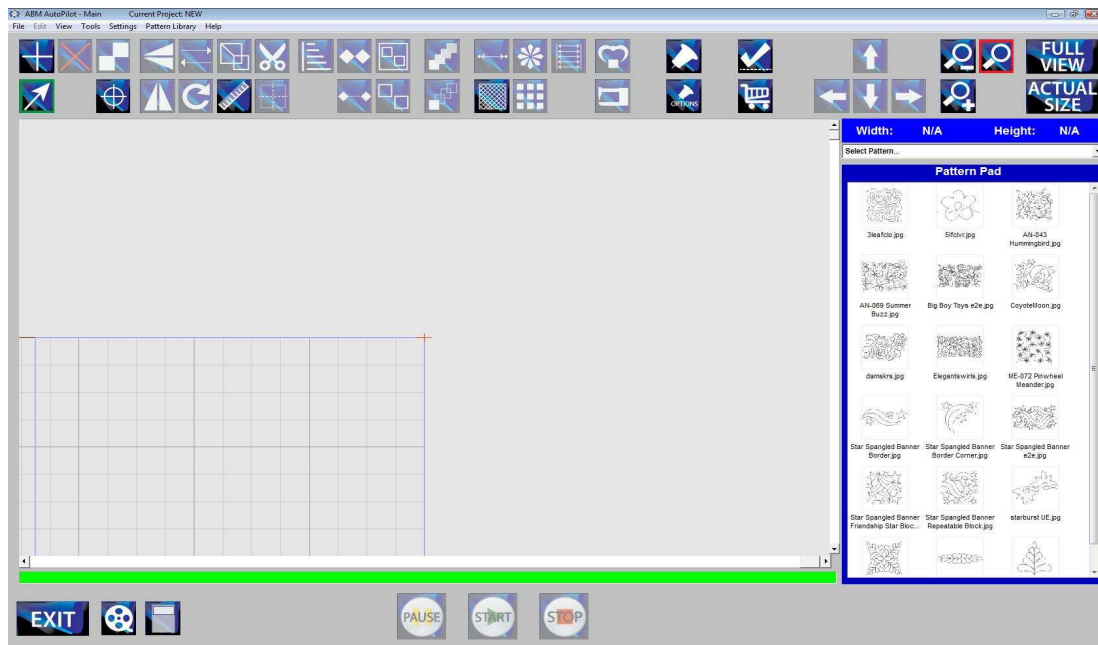 ABM AutoPilot - Main Current Project: NEW
File Edit View Tools Settings Pattern Library Help
FULL VIEW
OPTIONS
ACTUAL SIZE
Width: N/A Height: N/A
Select Pattern...
Pattern Pad
3leafclo.jpg
5lfclvr.jpg
AN-043 Hummingbird.jpg
AN-069 Summer Buzz.jpg
Big Boy Toys e2e.jpg
CoyoteMoon.jpg
damskrs.jpg
Elegantswirls.jpg
ME-072 Pinwheel Meander.jpg
Star Spangled Banner Border.jpg
Star Spangled Banner Border Corner.jpg
Star Spangled Banner e2e.jpg
Star Spangled Banner Friendship Star Bloc...
Star Spangled Banner Repeatable Block.jpg
starburst UE.jpg
EXIT
PAUSE
START
STOP